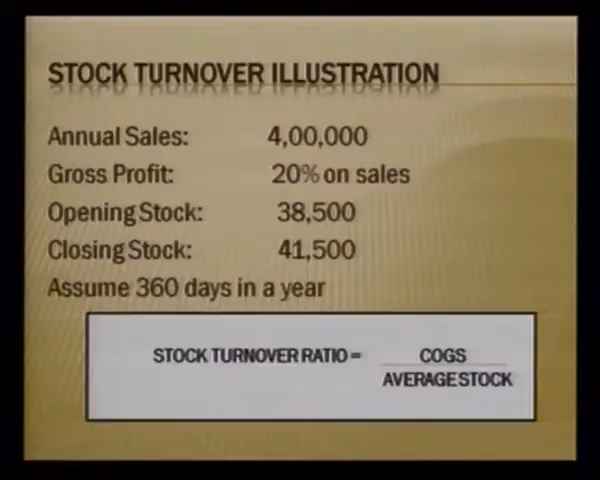 STOCK TURNOVER ILLUSTRATION
Annual Sales: 4,00,000
Gross Profit: 20% on sales
Opening Stock: 38,500
Closing Stock: 41,500
Assume 360 days in a year
STOCK TURNOVER RATIO = COGS
AVERAGE STOCK